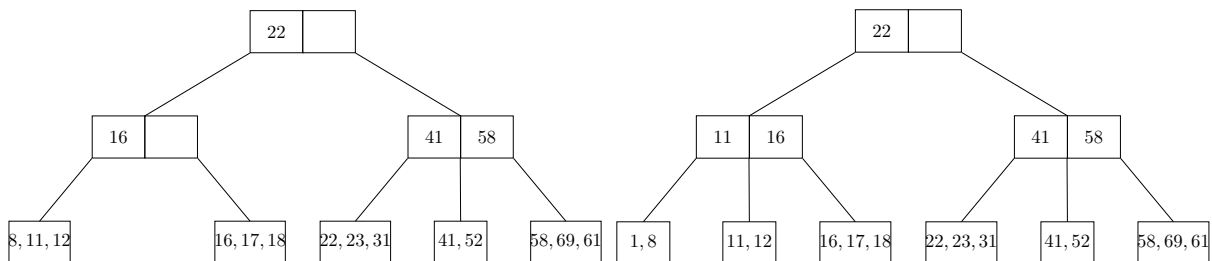 22 22
16 41 58 11 16 41 58
8, 11, 12 16, 17, 18 22, 23, 31 41, 52 58, 69, 61 1, 8 11, 12 16, 17, 18 22, 23, 31 41, 52 58, 69, 61